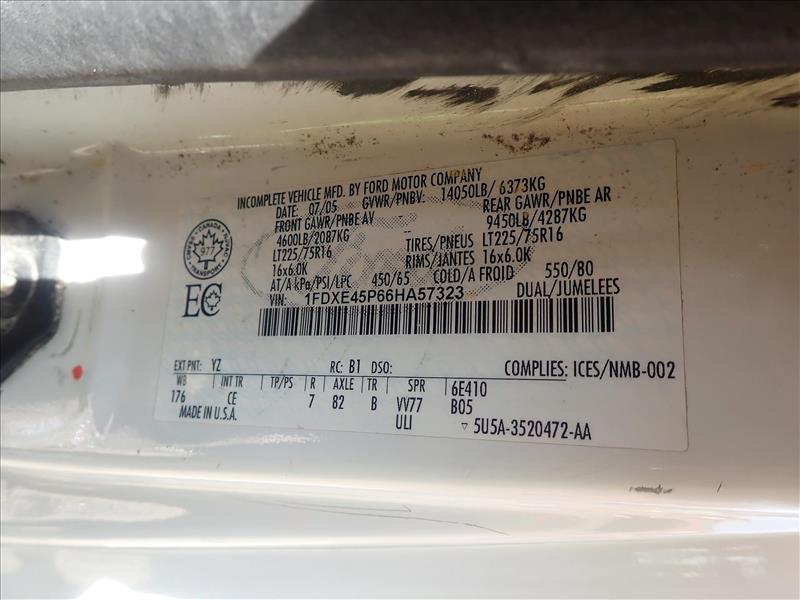 INCOMPLETE VEHICLE MFD. BY FORD MOTOR COMPANY
DATE: 07/05 GVWR/PNBV: 14050LB/ 6373KG
FRONT GAWR/PNBE AV REAR GAWR/PNBE AR
4600LB/2087KG 9450LB/4287KG
LT225/75R16 TIRES/PNEUS LT225/75R16
16x6.0K RIMS/JANTES 16x6.0K
AT/A kPa/PSI/LPC 450/65 COLD/A FROID 550/80
VIN: 1FDXE45P66HA57323 DUAL/JUMELEES
CANADA
977
TRANSPORT
EC
EXT PNT: YZ RC: B1 DSO: COMPLIES: ICES/NMB-002
WB INT TR TP/PS R AXLE TR SPR 6E410
176 CE 7 82 B VV77 B05
MADE IN U.S.A. ULI ▽ 5U5A-3520472-AA